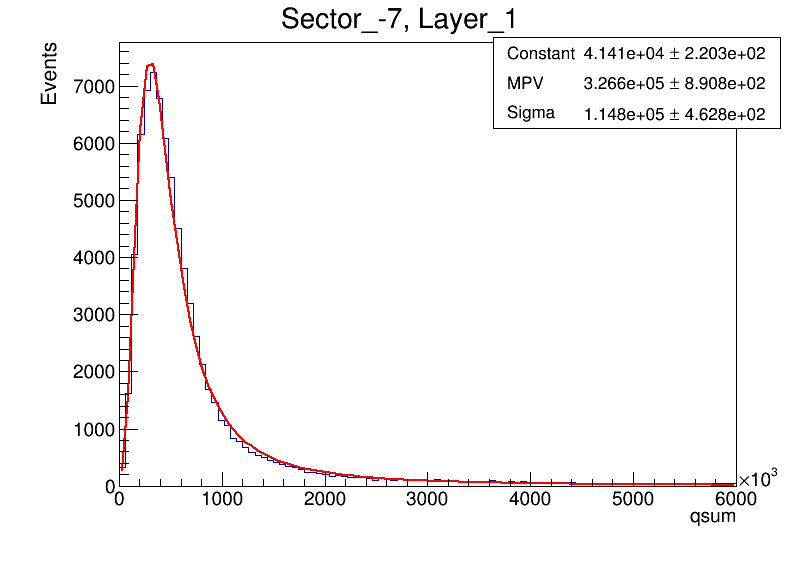 Sector_-7, Layer_1
Constant 4.141e+04 ± 2.203e+02
MPV 3.266e+05 ± 8.908e+02
Sigma 1.148e+05 ± 4.628e+02
Events
7000
6000
5000
4000
3000
2000
1000
0
0 1000 2000 3000 4000 5000 6000
×10³
qsum